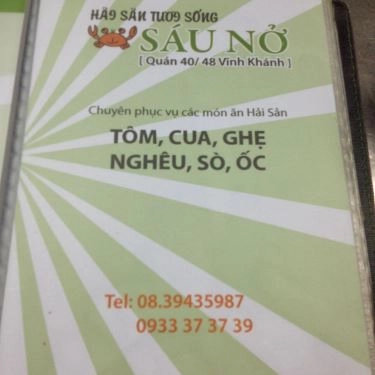 HẢI SẢN TƯƠI SỐNG
SÁU NỞ
[ Quán 40/ 48 Vĩnh Khánh ]
Chuyên phục vụ các món ăn Hải Sản
TÔM, CUA, GHẸ
NGHÊU, SÒ, ỐC
Tel: 08.39435987
0933 37 37 39